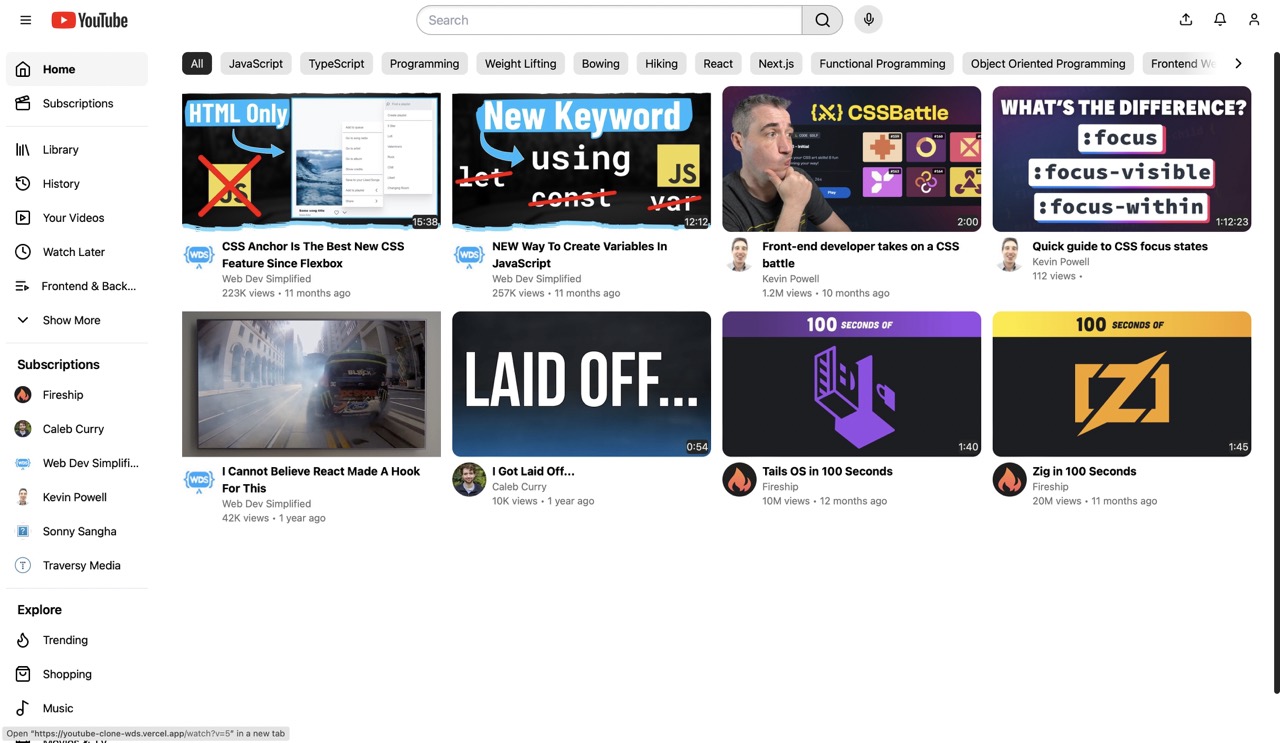 YouTube
Search
Home
Subscriptions
Library
History
Your Videos
Watch Later
Frontend & Back...
Show More
Subscriptions
Fireship
Caleb Curry
Web Dev Simplifi...
Kevin Powell
Sonny Sangha
Traversy Media
Explore
Trending
Shopping
Music
Open "https://youtube-clone-wds.vercel.app/watch?v=5" in a new tab
All
JavaScript
TypeScript
Programming
Weight Lifting
Bowing
Hiking
React
Next.js
Functional Programming
Object Oriented Programming
Frontend We
HTML Only
JS
15:38
WDS
CSS Anchor Is The Best New CSS
Feature Since Flexbox
Web Dev Simplified
223K views • 11 months ago
New Keyword
using
let
const
var
JS
12:12
WDS
NEW Way To Create Variables In
JavaScript
Web Dev Simplified
257K views • 11 months ago
{X} CSSBattle
Play
2:00
Front-end developer takes on a CSS
battle
Kevin Powell
1.2M views • 10 months ago
WHAT'S THE DIFFERENCE?
:focus
:focus-visible
:focus-within
1:12:23
Quick guide to CSS focus states
Kevin Powell
112 views •
WDS
I Cannot Believe React Made A Hook
For This
Web Dev Simplified
42K views • 1 year ago
LAID OFF...
0:54
I Got Laid Off...
Caleb Curry
10K views • 1 year ago
100 SECONDS OF
1:40
Tails OS in 100 Seconds
Fireship
10M views • 12 months ago
100 SECONDS OF
1:45
Zig in 100 Seconds
Fireship
20M views • 11 months ago